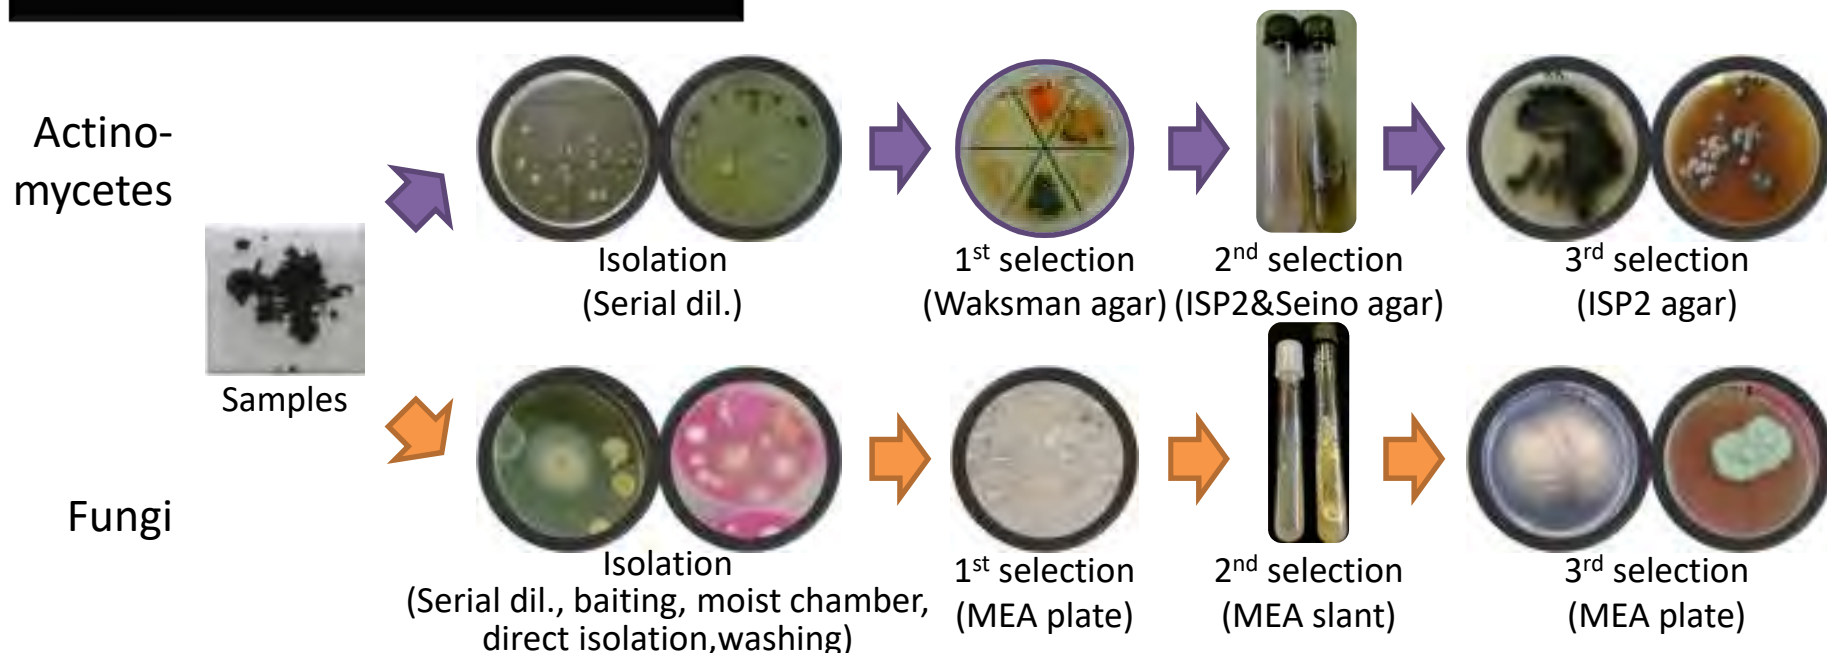 Actino-
mycetes
Samples
Isolation
(Serial dil.)
1st selection
(Waksman agar)
2nd selection
(ISP2&Seino agar)
3rd selection
(ISP2 agar)
Fungi
Isolation
(Serial dil., baiting, moist chamber,
direct isolation,washing)
1st selection
(MEA plate)
2nd selection
(MEA slant)
3rd selection
(MEA plate)